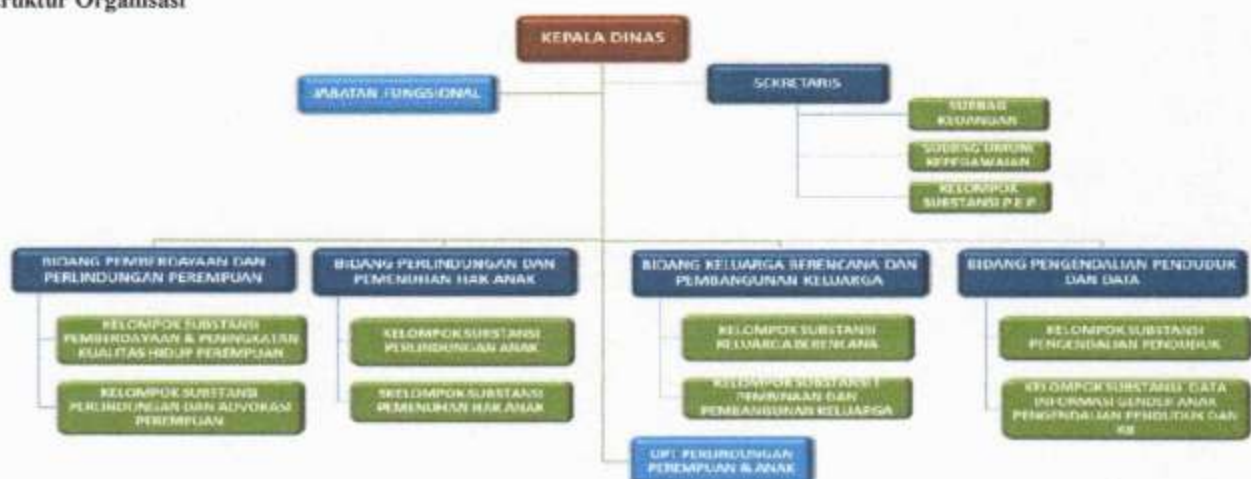 Struktur Organisasi
KEPALA DINAS
JABATAN FUNGSIONAL
SEKRETARIS
SUBBAG
KEUANGAN
SUBBAG UMUM
KEPEGAWAIAN
KELOMPOK
SUBSTANSI P E P
BIDANG PEMBERDAYAAN DAN
PERLINDUNGAN PEREMPUAN
BIDANG PERLINDUNGAN DAN
PEMENUHAN HAK ANAK
BIDANG KELUARGA BERENCANA DAN
PEMBANGUNAN KELUARGA
BIDANG PENGENDALIAN PENDUDUK
DAN DATA
KELOMPOK SUBSTANSI
PEMBERDAYAAN & PENINGKATAN
KUALITAS HIDUP PEREMPUAN
KELOMPOK SUBSTANSI
PERLINDUNGAN DAN ADVOKASI
PEREMPUAN
KELOMPOK SUBSTANSI
PERLINDUNGAN ANAK
SKELOMPOK SUBSTANSI
PEMENUHAN HAK ANAK
KELOMPOK SUBSTANSI
KELUARGA BERENCANA
KELOMPOK SUBSTANSI
PEMBINAAN DAN
PEMBANGUNAN KELUARGA
KELOMPOK SUBSTANSI
PENGENDALIAN PENDUDUK
KELOMPOK SUBSTANSI DATA
INFORMASI GENDER ANAK
PENGENDALIAN PENDUDUK DAN
KB
UPT PERLINDUNGAN
PEREMPUAN & ANAK